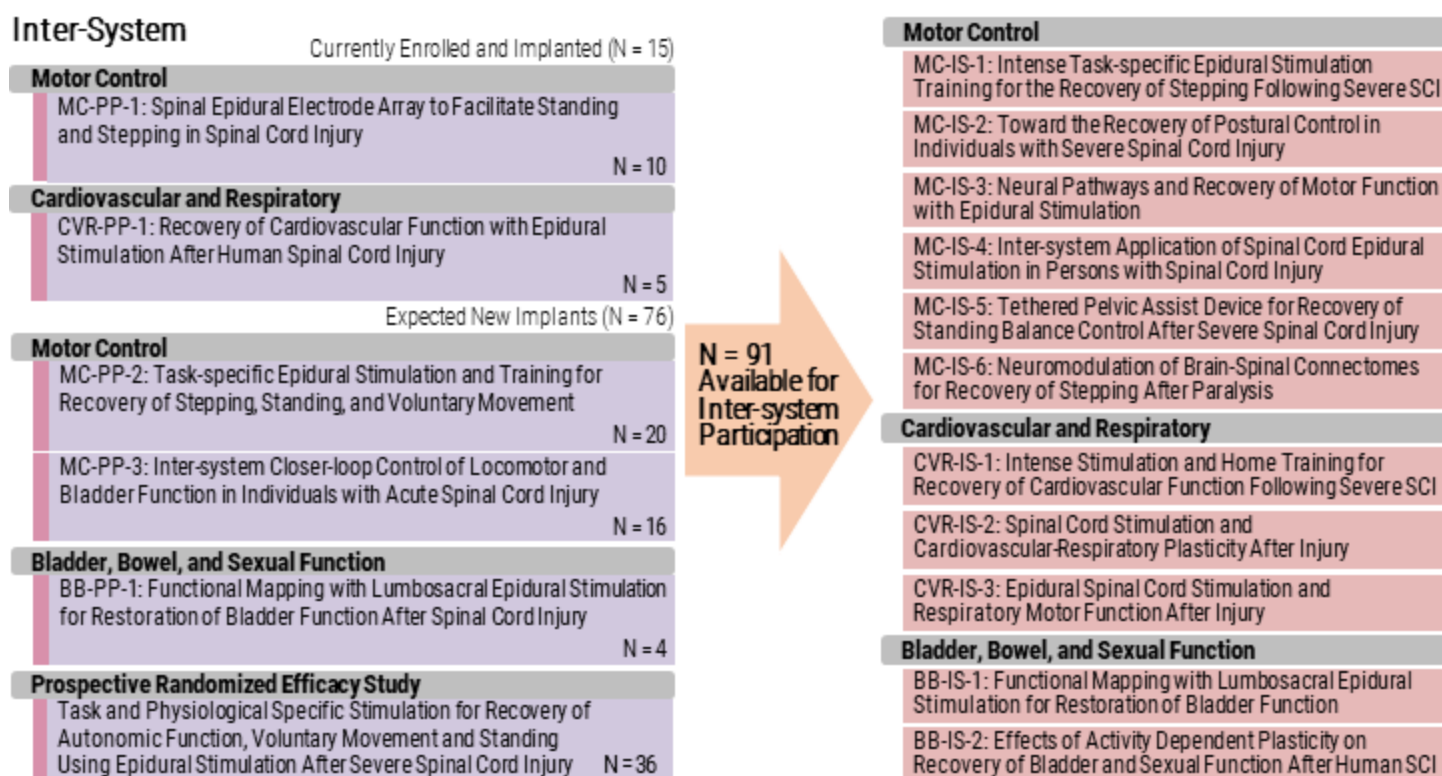 Inter-System
Currently Enrolled and Implanted (N = 15)
Motor Control
MC-PP-1: Spinal Epidural Electrode Array to Facilitate Standing
and Stepping in Spinal Cord Injury
N = 10
Cardiovascular and Respiratory
CVR-PP-1: Recovery of Cardiovascular Function with Epidural
Stimulation After Human Spinal Cord Injury
N = 5
Expected New Implants (N = 76)
Motor Control
MC-PP-2: Task-specific Epidural Stimulation and Training for
Recovery of Stepping, Standing, and Voluntary Movement
N = 20
MC-PP-3: Inter-system Closer-loop Control of Locomotor and
Bladder Function in Individuals with Acute Spinal Cord Injury
N = 16
Bladder, Bowel, and Sexual Function
BB-PP-1: Functional Mapping with Lumbosacral Epidural Stimulation
for Restoration of Bladder Function After Spinal Cord Injury
N = 4
Prospective Randomized Efficacy Study
Task and Physiological Specific Stimulation for Recovery of
Autonomic Function, Voluntary Movement and Standing
Using Epidural Stimulation After Severe Spinal Cord Injury N = 36
N = 91
Available for
Inter-system
Participation
Motor Control
MC-IS-1: Intense Task-specific Epidural Stimulation
Training for the Recovery of Stepping Following Severe SCI
MC-IS-2: Toward the Recovery of Postural Control in
Individuals with Severe Spinal Cord Injury
MC-IS-3: Neural Pathways and Recovery of Motor Function
with Epidural Stimulation
MC-IS-4: Inter-system Application of Spinal Cord Epidural
Stimulation in Persons with Spinal Cord Injury
MC-IS-5: Tethered Pelvic Assist Device for Recovery of
Standing Balance Control After Severe Spinal Cord Injury
MC-IS-6: Neuromodulation of Brain-Spinal Connectomes
for Recovery of Stepping After Paralysis
Cardiovascular and Respiratory
CVR-IS-1: Intense Stimulation and Home Training for
Recovery of Cardiovascular Function Following Severe SCI
CVR-IS-2: Spinal Cord Stimulation and
Cardiovascular-Respiratory Plasticity After Injury
CVR-IS-3: Epidural Spinal Cord Stimulation and
Respiratory Motor Function After Injury
Bladder, Bowel, and Sexual Function
BB-IS-1: Functional Mapping with Lumbosacral Epidural
Stimulation for Restoration of Bladder Function
BB-IS-2: Effects of Activity Dependent Plasticity on
Recovery of Bladder and Sexual Function After Human SCI